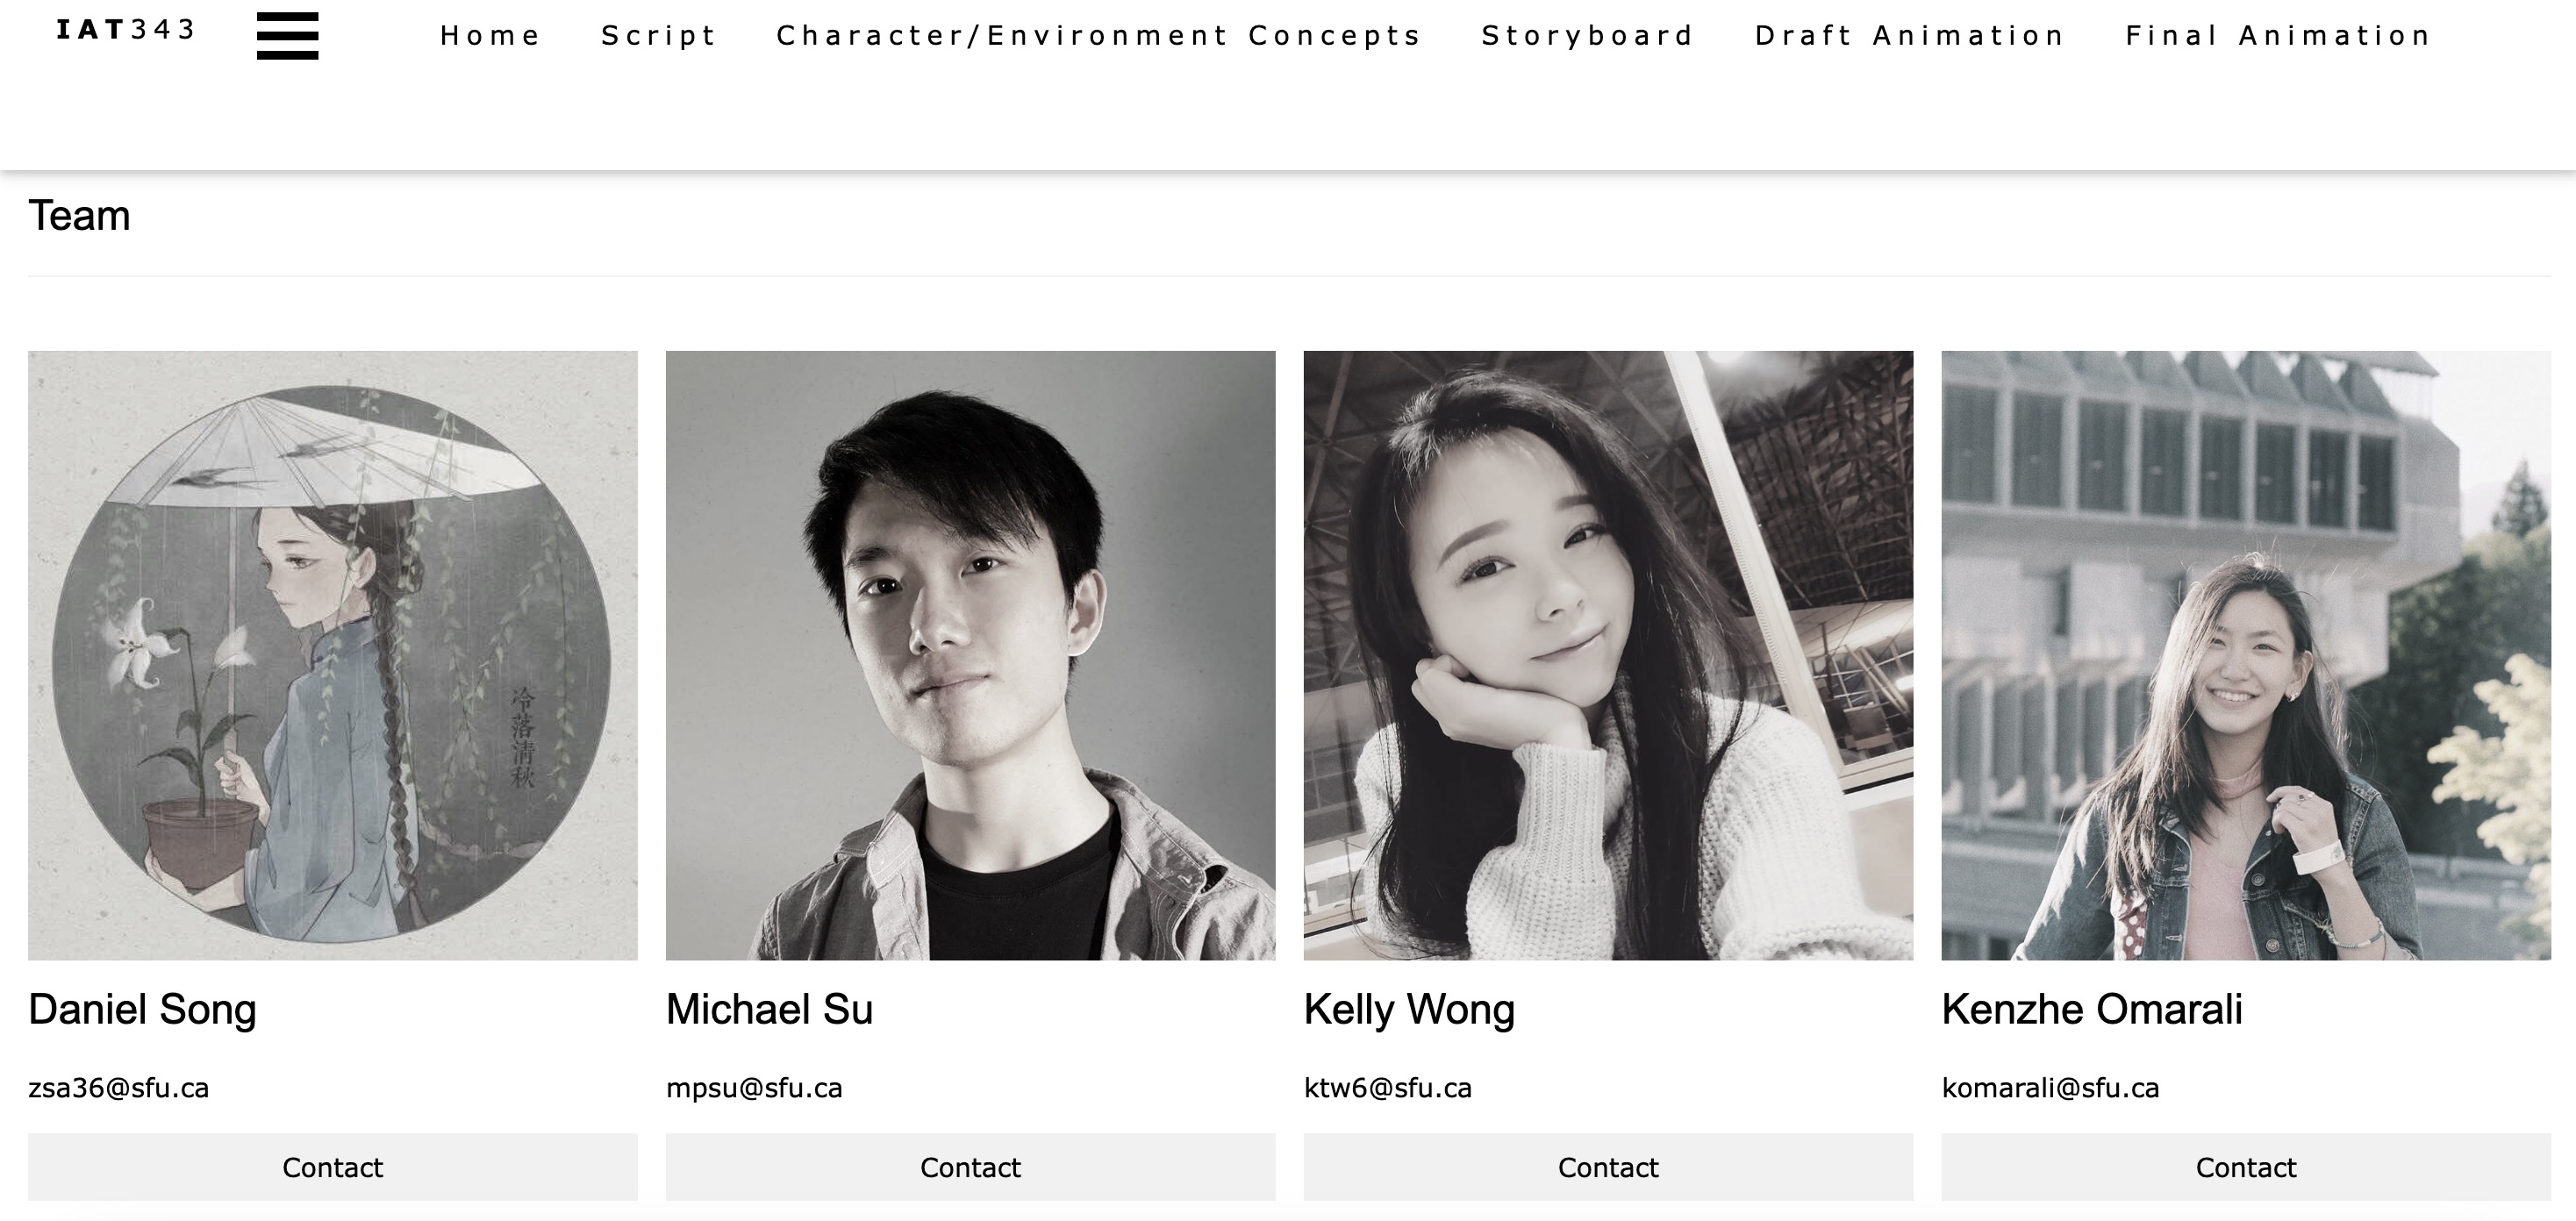 IAT343 Home Script Character/Environment Concepts Storyboard Draft Animation Final Animation
Team
冷落清秋
Daniel Song Michael Su Kelly Wong Kenzhe Omarali
zsa36@sfu.ca mpsu@sfu.ca ktw6@sfu.ca komarali@sfu.ca
Contact Contact Contact Contact